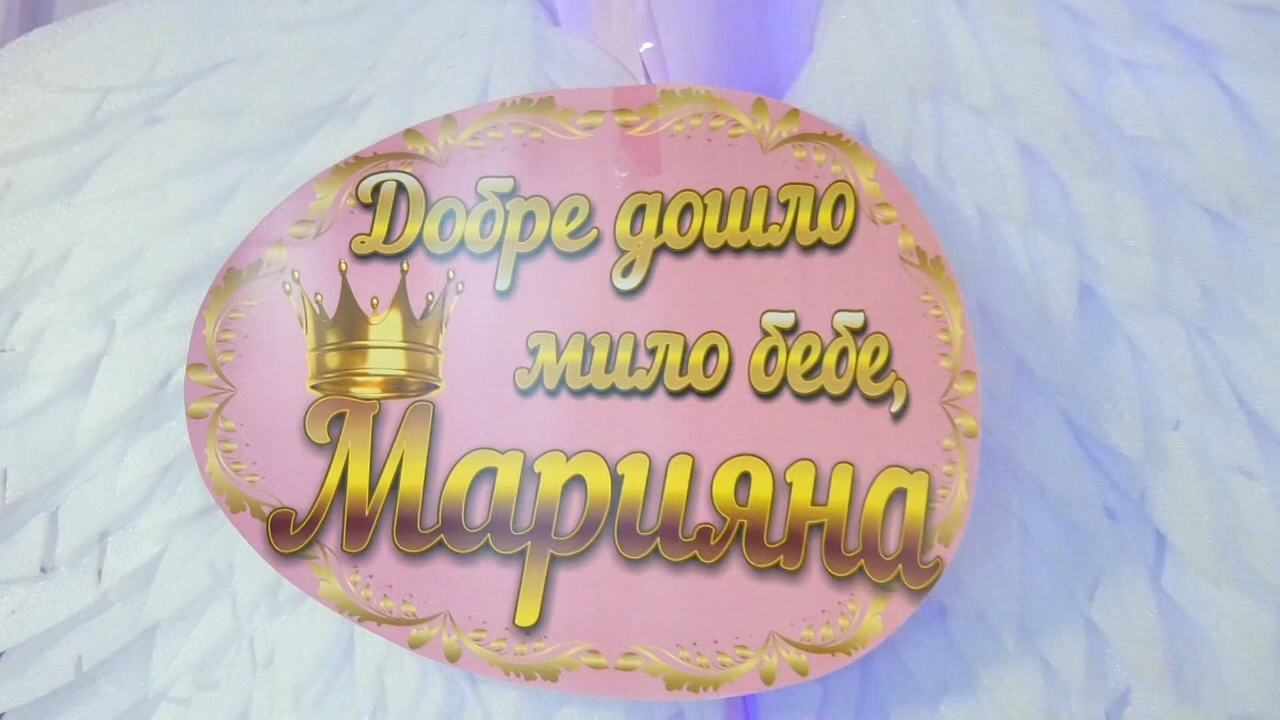 Добре дошло
мило бебе,
Марияна